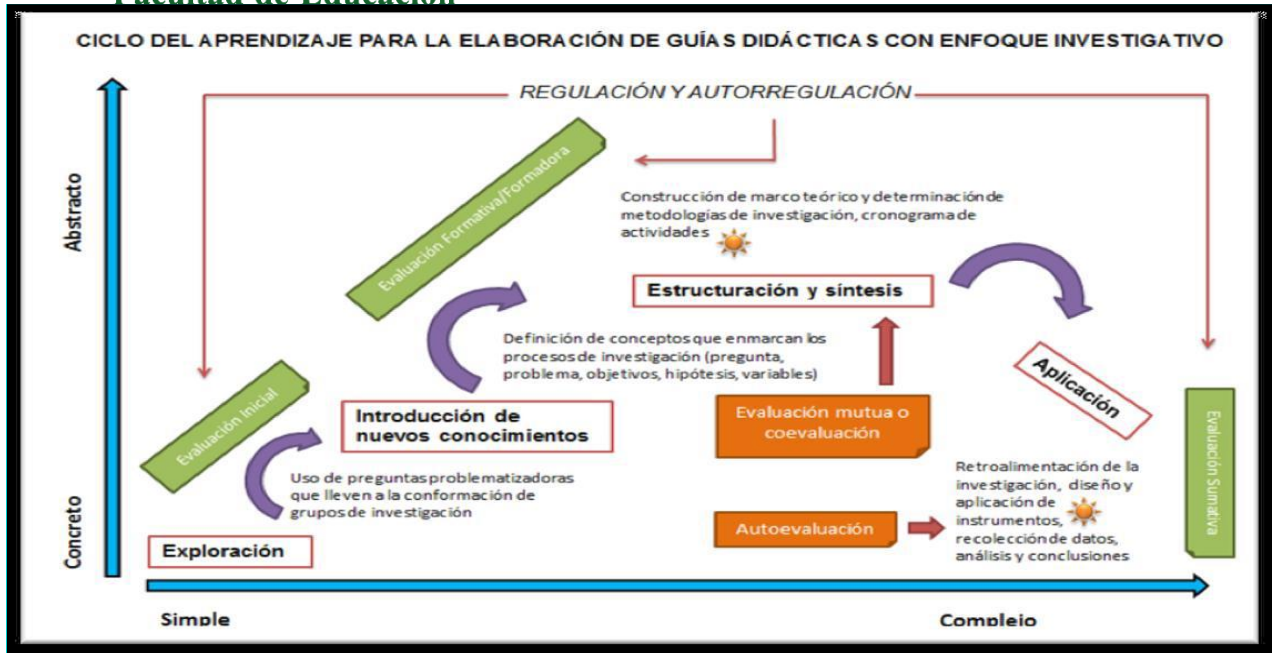 Facultad de Educación
CICLO DEL APRENDIZAJE PARA LA ELABORACIÓN DE GUÍAS DIDÁCTICAS CON ENFOQUE INVESTIGATIVO
REGULACIÓN Y AUTORREGULACIÓN
Abstracto
Evaluación Formativa/Formadora
Construcción de marco teórico y determinación de
metodologías de investigación, cronograma de
actividades
Estructuración y síntesis
Definición de conceptos que enmarcan los
procesos de investigación (pregunta,
problema, objetivos, hipótesis, variables)
Aplicación
Evaluación Inicial
Introducción de
nuevos conocimientos
Evaluación mutua o
coevaluación
Evaluación Sumativa
Uso de preguntas problematizadoras
que lleven a la conformación de
grupos de investigación
Retroalimentación de la
investigación, diseño y
aplicación de
instrumentos,
recolección de datos,
análisis y conclusiones
Autoevaluación
Concreto
Exploración
Simple
Complejo